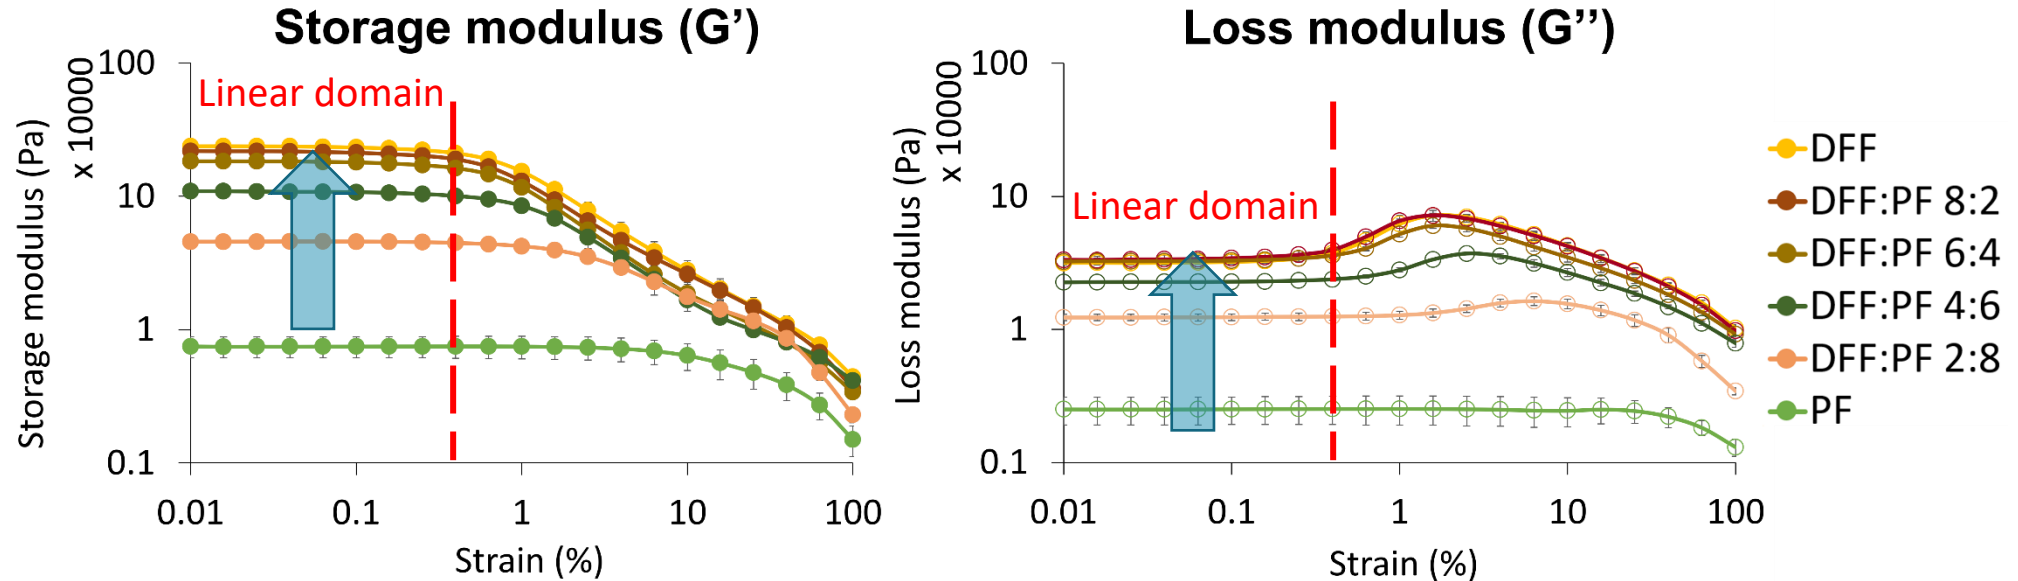 Storage modulus (G’)
Storage modulus (Pa)
x 10000
100
10
1
0.1
Linear domain
0.01
0.1
1
10
100
Strain (%)
Loss modulus (G’’)
Loss modulus (Pa)
x 10000
100
10
1
0.1
Linear domain
0.01
0.1
1
10
100
Strain (%)
DFF
DFF:PF 8:2
DFF:PF 6:4
DFF:PF 4:6
DFF:PF 2:8
PF